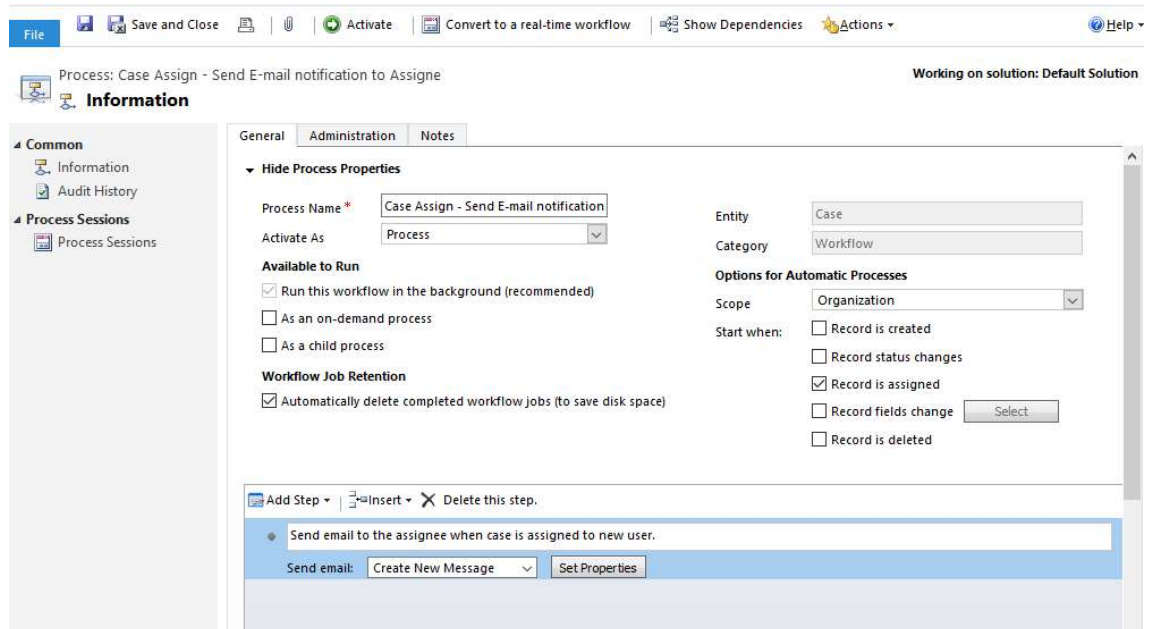 File
Save and Close
Activate
Convert to a real-time workflow
Show Dependencies
Actions
Help
Process: Case Assign - Send E-mail notification to Assigne
Information
Working on solution: Default Solution
Common
Information
Audit History
Process Sessions
Process Sessions
General Administration Notes
Hide Process Properties
Process Name * Case Assign - Send E-mail notification
Activate As Process
Available to Run
Run this workflow in the background (recommended)
As an on-demand process
As a child process
Workflow Job Retention
Automatically delete completed workflow jobs (to save disk space)
Entity Case
Category Workflow
Options for Automatic Processes
Scope Organization
Start when: Record is created
Record status changes
Record is assigned
Record fields change Select
Record is deleted
Add Step Insert Delete this step.
Send email to the assignee when case is assigned to new user.
Send email: Create New Message Set Properties